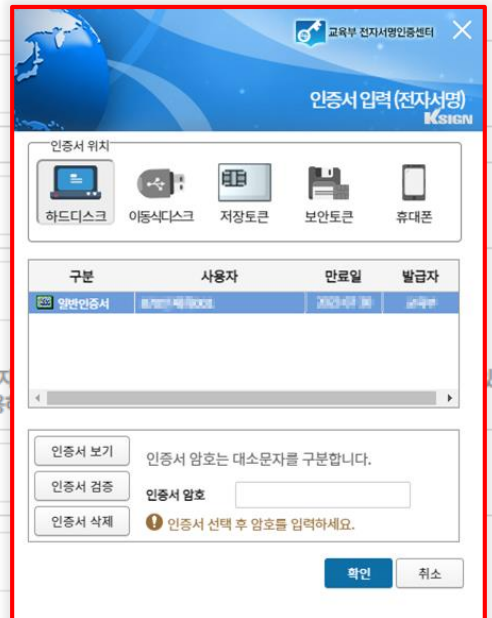 교육부 전자서명인증센터
인증서 입력 (전자서명)
KSIGN
인증서 위치
하드디스크 이동식디스크 저장토큰 보안토큰 휴대폰
구분 사용자 만료일 발급자
일반인증서
인증서 보기
인증서 암호는 대소문자를 구분합니다.
인증서 검증
인증서 암호
인증서 삭제
인증서 선택 후 암호를 입력하세요.
확인 취소